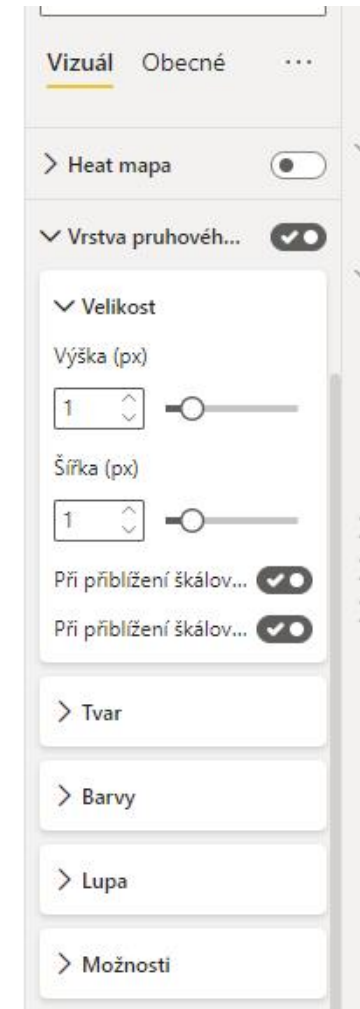 Vizuál Obecné ...
Heat mapa
Vrstva pruhovéh...
Velikost
Výška (px)
1
Šířka (px)
1
Při přiblížení škálov...
Při přiblížení škálov...
Tvar
Barvy
Lupa
Možnosti